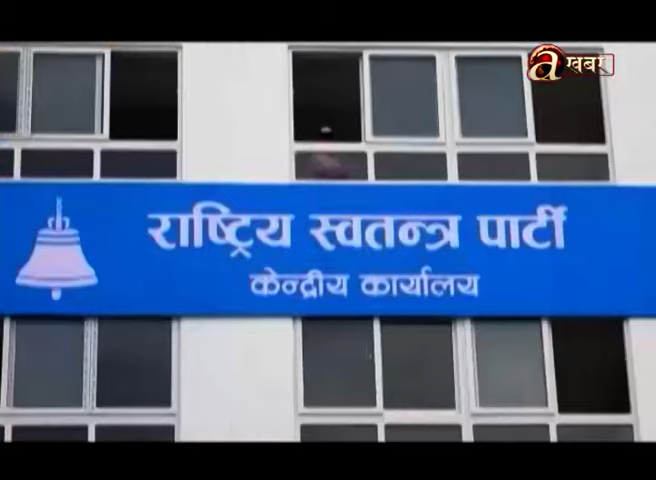 a खबर
राष्ट्रिय स्वतन्त्र पार्टी
केन्द्रीय कार्यालय